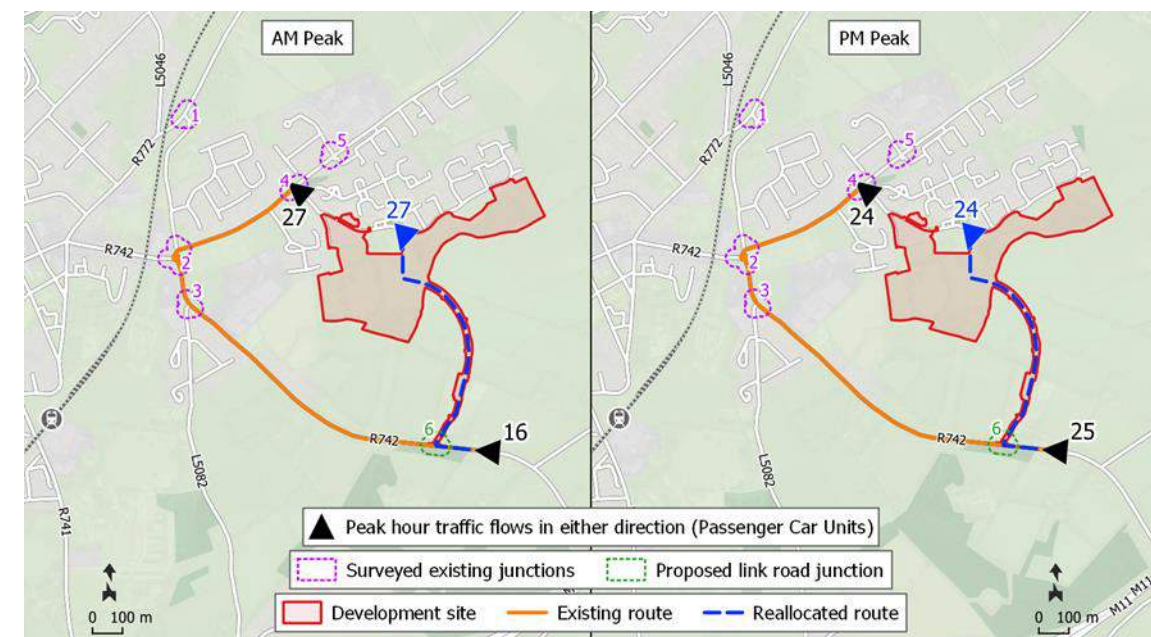 AM Peak
L5046
R772
1
5
4
27
27
R742
2
3
R742
6
16
L5082
R741
0 100 m
PM Peak
L5046
R772
1
5
4
24
24
R742
2
3
R742
6
25
L5082
M11
M11
0 100 m
Peak hour traffic flows in either direction (Passenger Car Units)
Surveyed existing junctions
Proposed link road junction
Development site
Existing route
Reallocated route